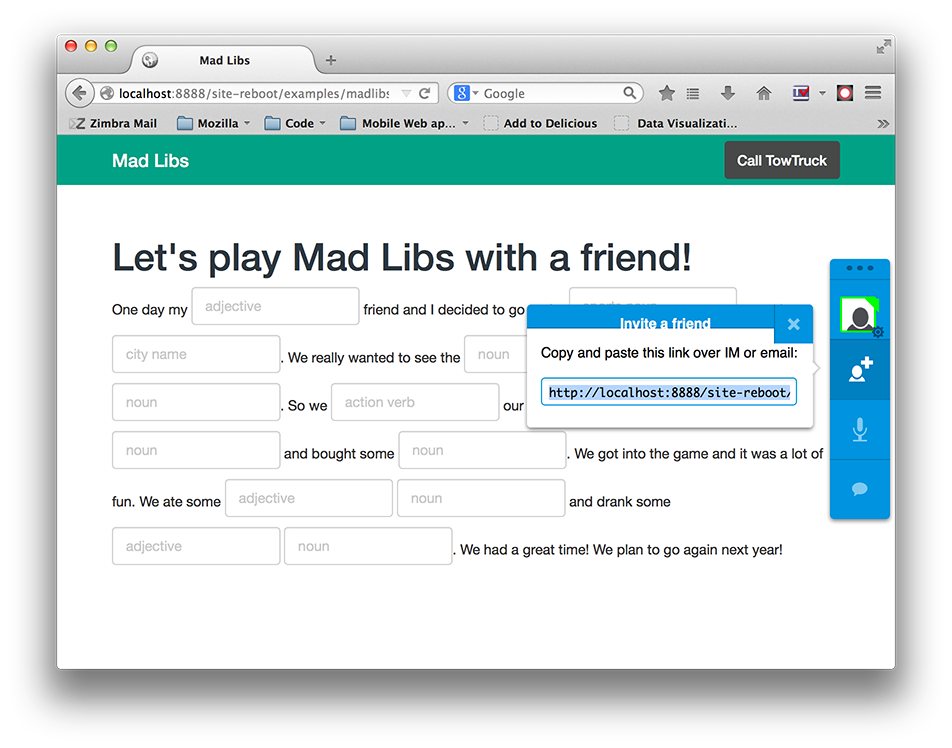 Mad Libs
localhost:8888/site-reboot/examples/madlibs
Google
Zimbra Mail Mozilla Code Mobile Web ap... Add to Delicious Data Visualizati...
Mad Libs Call TowTruck
Let's play Mad Libs with a friend!
One day my adjective friend and I decided to go
Invite a friend
Copy and paste this link over IM or email:
http://localhost:8888/site-reboot/
city name . We really wanted to see the noun
noun . So we action verb our
noun and bought some noun . We got into the game and it was a lot of
fun. We ate some adjective noun and drank some
adjective noun . We had a great time! We plan to go again next year!